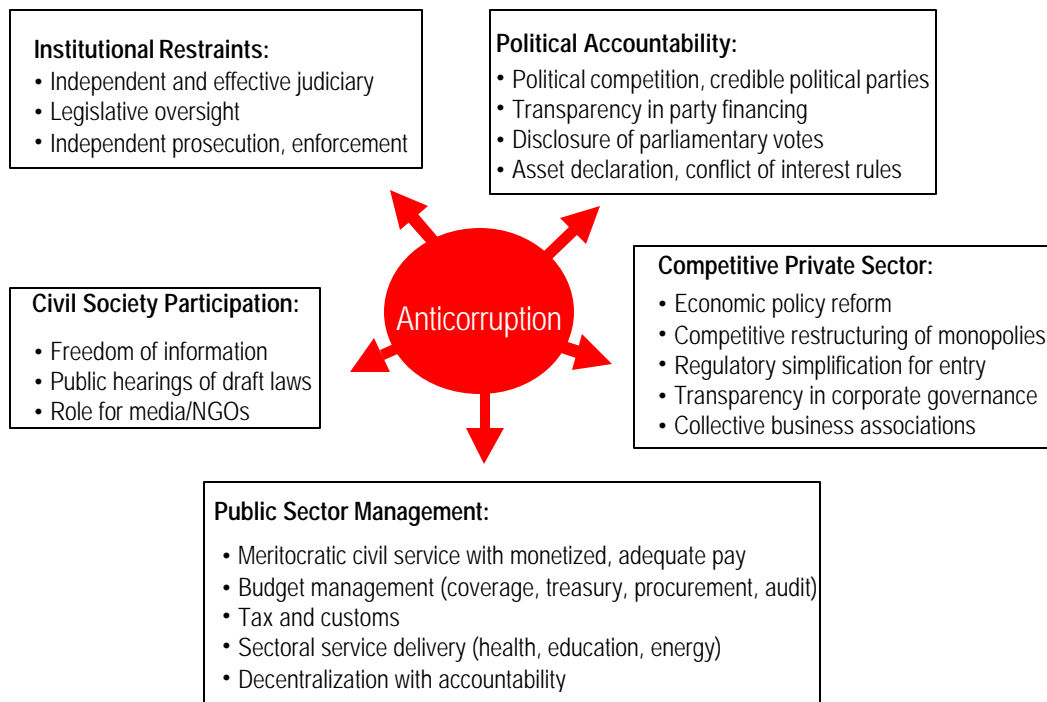 Institutional Restraints:
• Independent and effective judiciary
• Legislative oversight
• Independent prosecution, enforcement
Political Accountability:
• Political competition, credible political parties
• Transparency in party financing
• Disclosure of parliamentary votes
• Asset declaration, conflict of interest rules
Anticorruption
Civil Society Participation:
• Freedom of information
• Public hearings of draft laws
• Role for media/NGOs
Competitive Private Sector:
• Economic policy reform
• Competitive restructuring of monopolies
• Regulatory simplification for entry
• Transparency in corporate governance
• Collective business associations
Public Sector Management:
• Meritocratic civil service with monetized, adequate pay
• Budget management (coverage, treasury, procurement, audit)
• Tax and customs
• Sectoral service delivery (health, education, energy)
• Decentralization with accountability